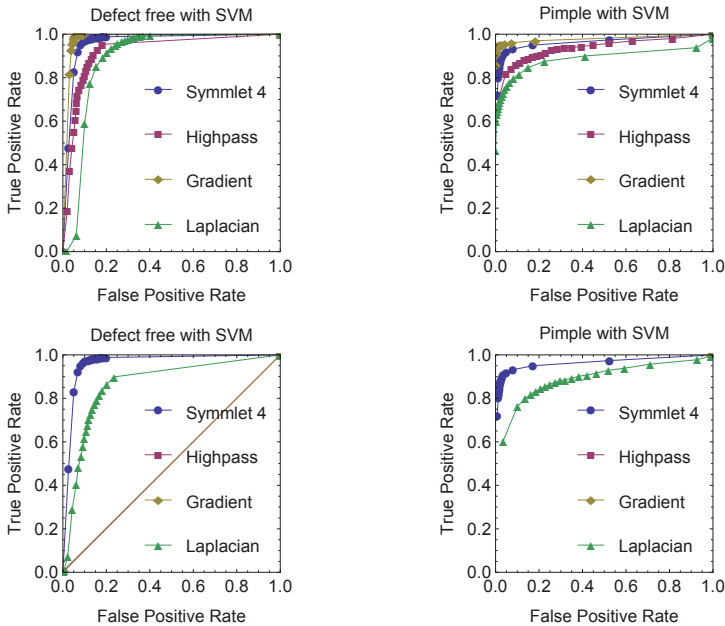 Defect free with SVM
True Positive Rate
1.0
0.8
0.6
0.4
0.2
0.0
Symmlet 4
Highpass
Gradient
Laplacian
0.0 0.2 0.4 0.6 0.8 1.0
False Positive Rate
Pimple with SVM
True Positive Rate
1.0
0.8
0.6
0.4
0.2
0.0
Symmlet 4
Highpass
Gradient
Laplacian
0.0 0.2 0.4 0.6 0.8 1.0
False Positive Rate
Defect free with SVM
True Positive Rate
1.0
0.8
0.6
0.4
0.2
0.0
Symmlet 4
Highpass
Gradient
Laplacian
0.0 0.2 0.4 0.6 0.8 1.0
False Positive Rate
Pimple with SVM
True Positive Rate
1.0
0.8
0.6
0.4
0.2
0.0
Symmlet 4
Highpass
Gradient
Laplacian
0.0 0.2 0.4 0.6 0.8 1.0
False Positive Rate